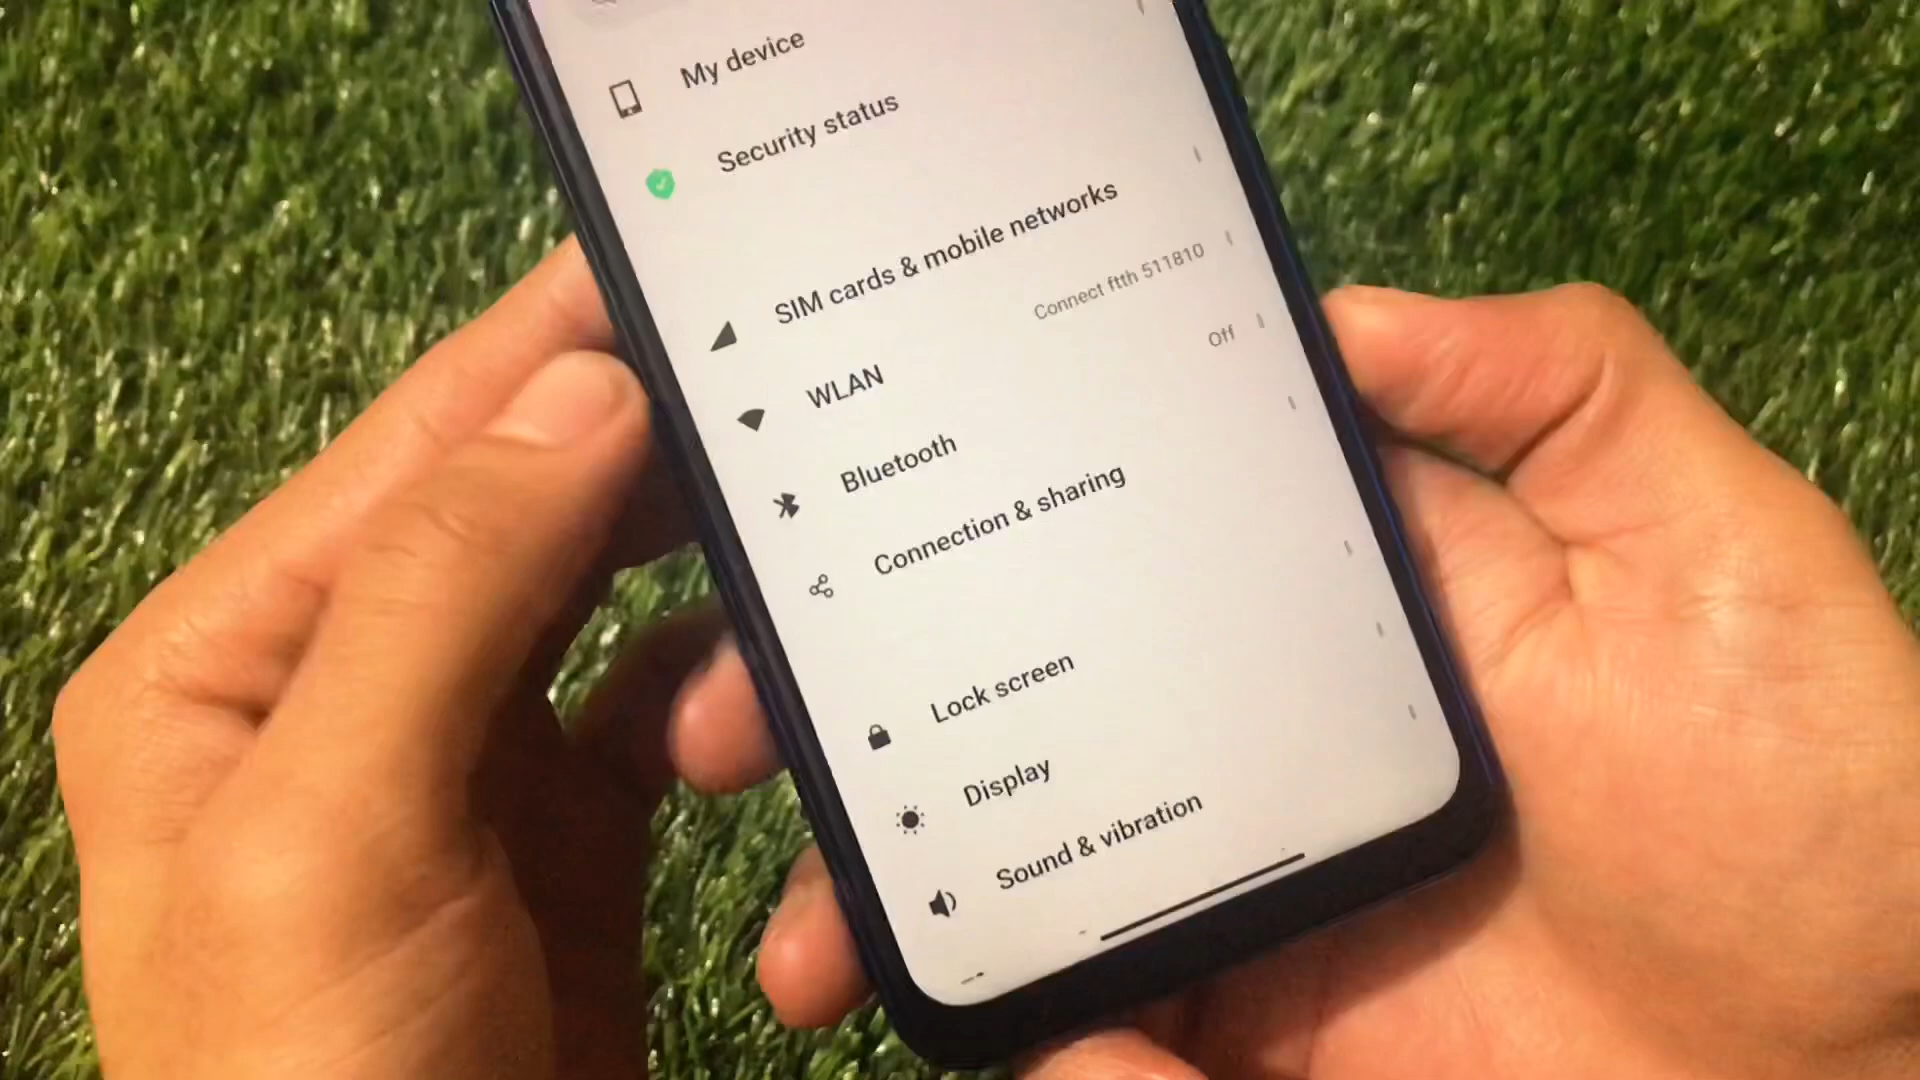 My device
Security status
SIM cards & mobile networks
WLAN Connect ftth 511810
Bluetooth Off
Connection & sharing
Lock screen
Display
Sound & vibration